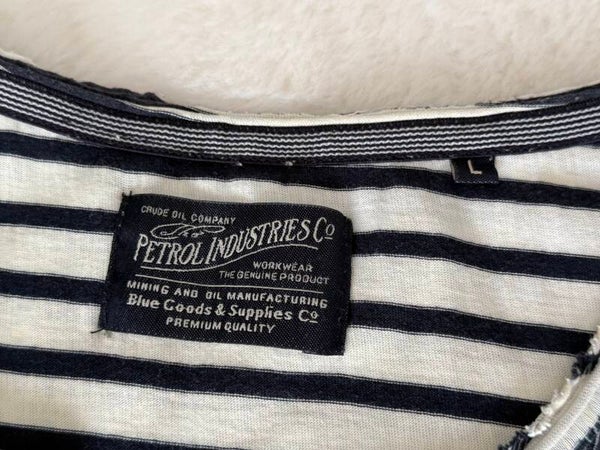 L
CRUDE OIL COMPANY
PETROL INDUSTRIES Co
WORKWEAR
THE GENUINE PRODUCT
MINING AND OIL MANUFACTURING
Blue Goods & Supplies Co
PREMIUM QUALITY